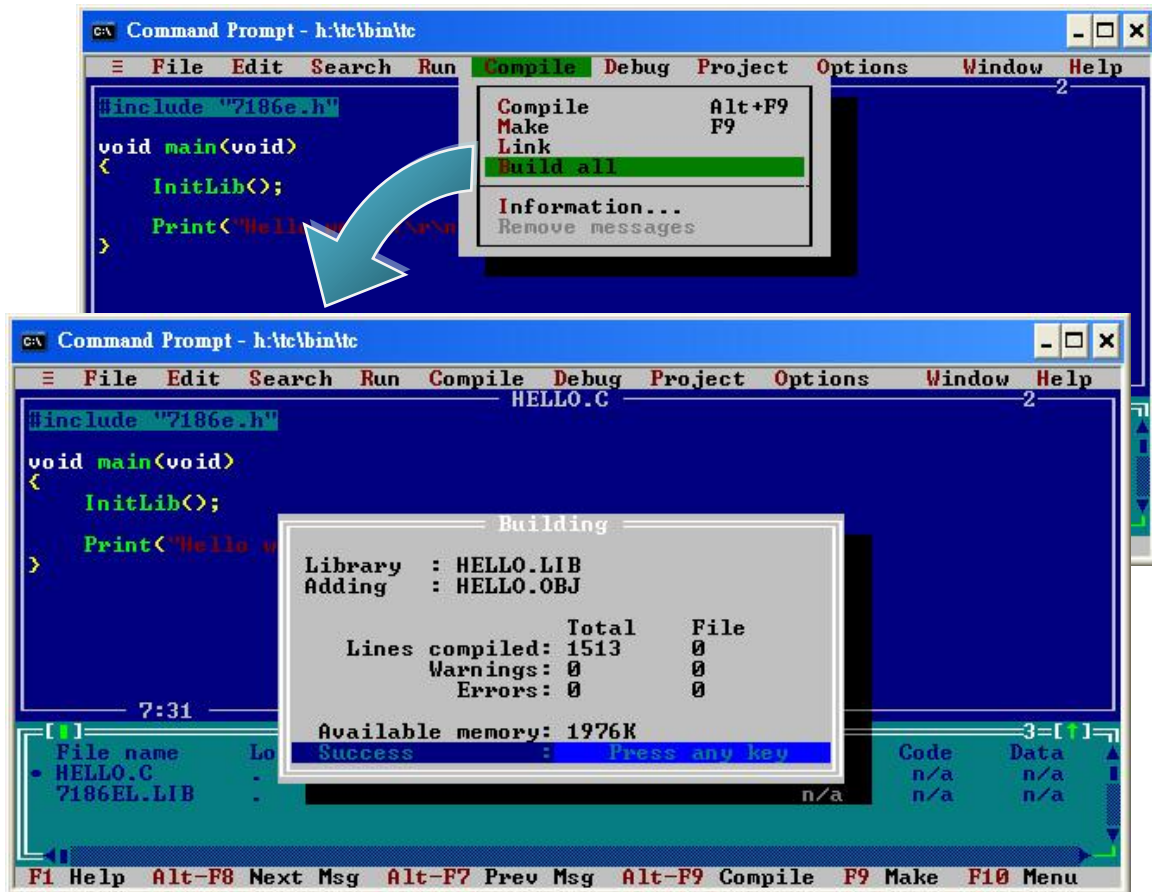 Command Prompt - h:\tc\bin\tc
≡ File Edit Search Run Compile Debug Project Options Window Help
2
#include "7186e.h"
Compile Alt+F9
Make F9
void main(void)
Link
{
Build all
InitLib();
Information...
Print("Hello \r\n
Remove messages
}
Command Prompt - h:\tc\bin\tc
≡ File Edit Search Run Compile Debug Project Options Window Help
HELLO.C 2
#include "7186e.h"
void main(void)
{
InitLib();
Building
Print("Hello w
}
Library : HELLO.LIB
Adding : HELLO.OBJ
Total File
Lines compiled: 1513 0
Warnings: 0 0
Errors: 0 0
7:31
Available memory: 1976K
3=[↑]
Success : Press any key
File name Lo Code Data
• HELLO.C . n/a n/a
7186EL.LIB . n/a n/a n/a
F1 Help Alt-F8 Next Msg Alt-F7 Prev Msg Alt-F9 Compile F9 Make F10 Menu